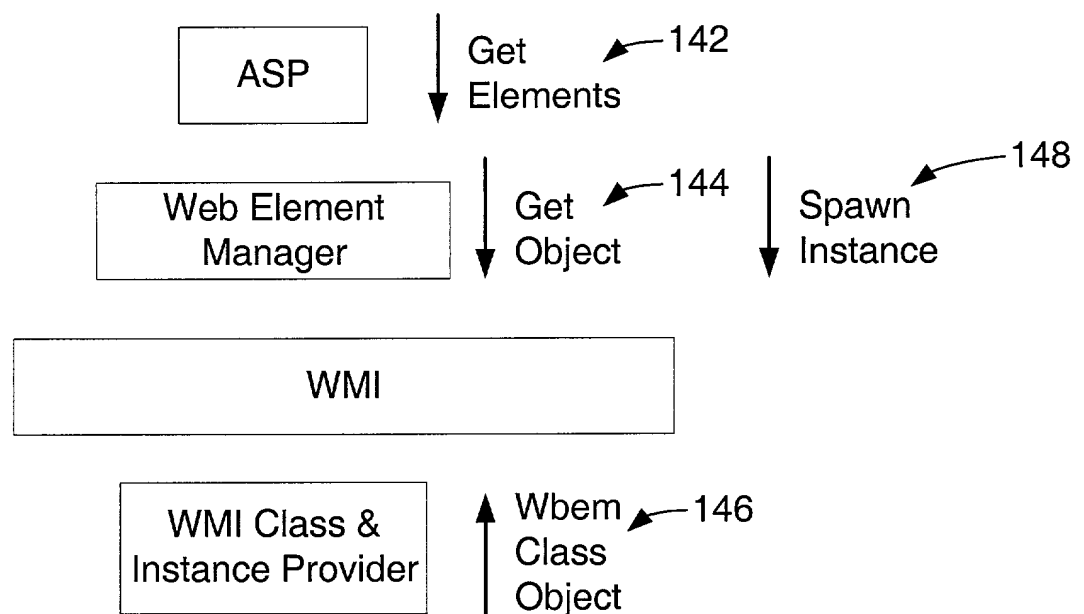 ASP
Get
Elements
142
Web Element
Manager
Get
Object
144
Spawn
Instance
148
WMI
WMI Class &
Instance Provider
Wbem
Class
Object
146